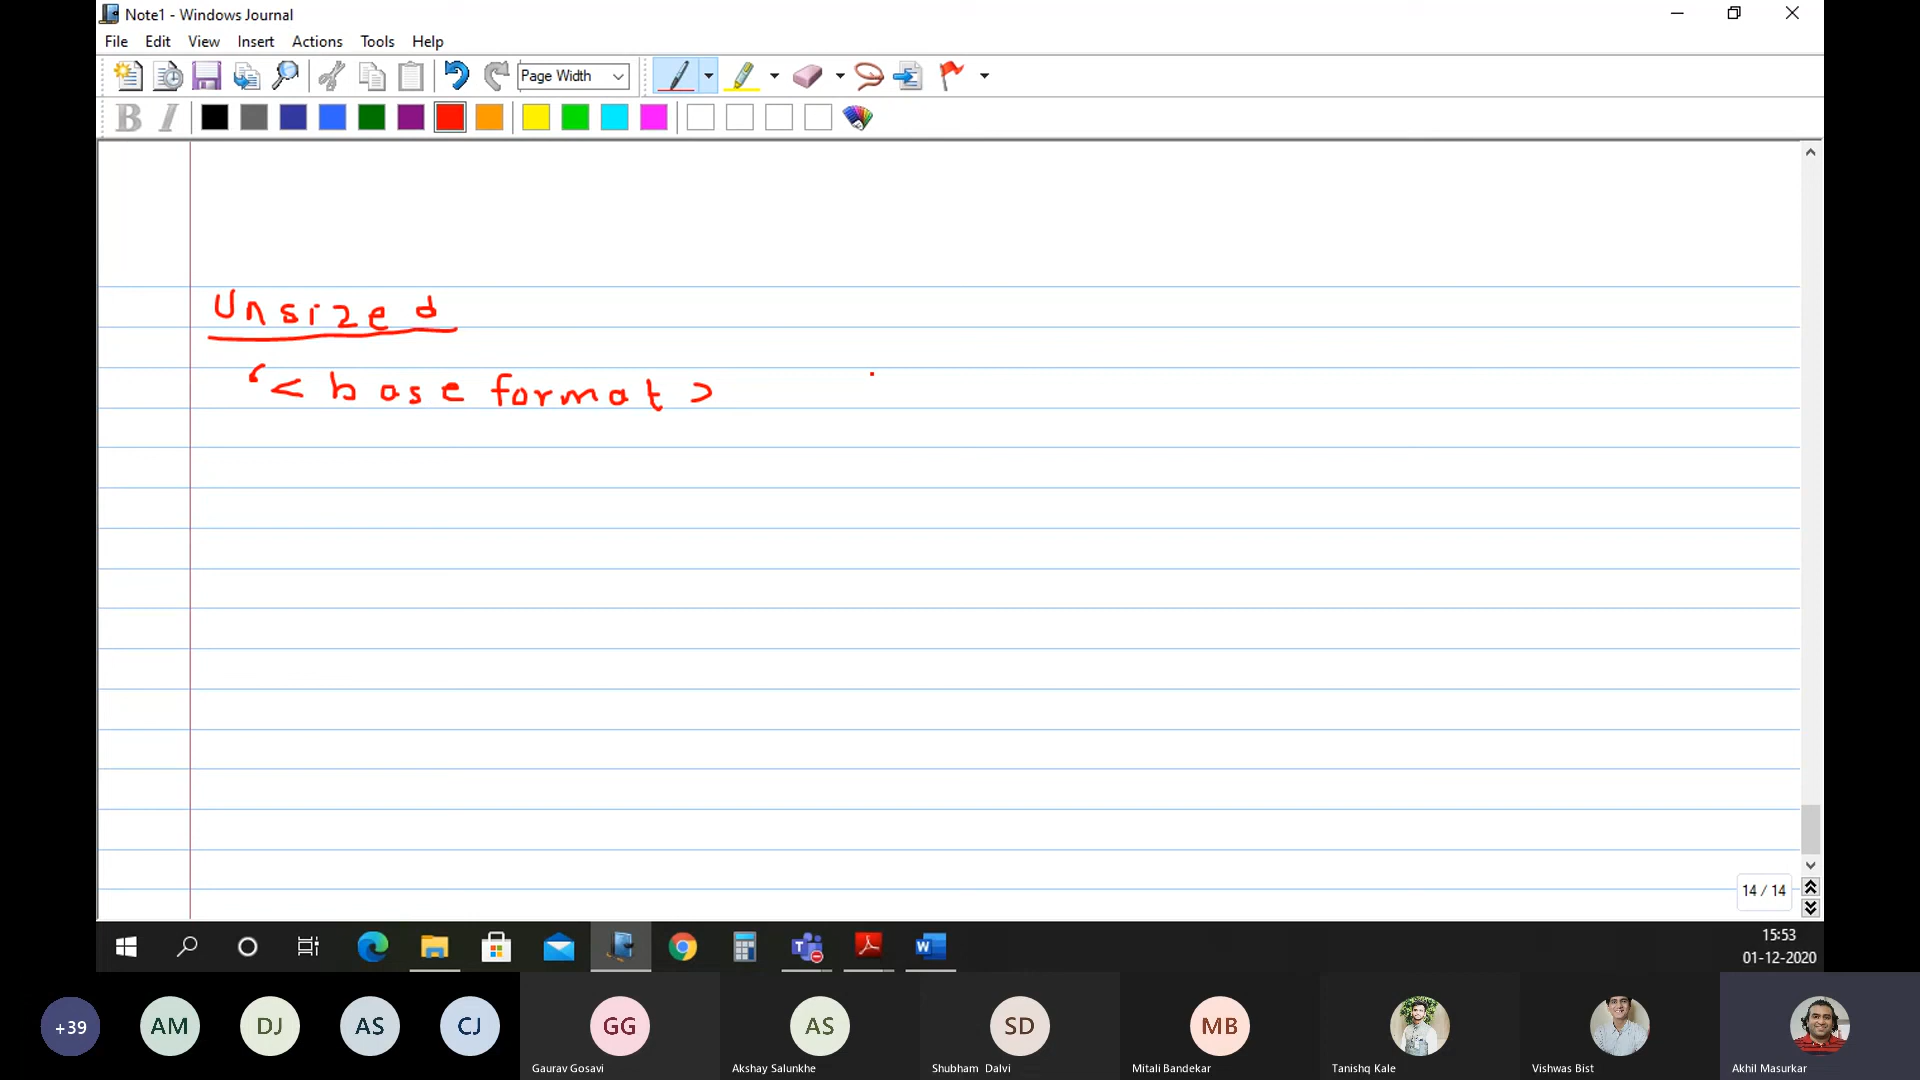 Note1 - Windows Journal
File Edit View Insert Actions Tools Help
Page Width
B I
Unsized
'< base format >
14 / 14
15:53
01-12-2020
+39 AM DJ AS CJ GG AS SD MB
Gaurav Gosavi Akshay Salunkhe Shubham Dalvi Mitali Bandekar Tanishq Kale Vishwas Bist Akhil Masurkar